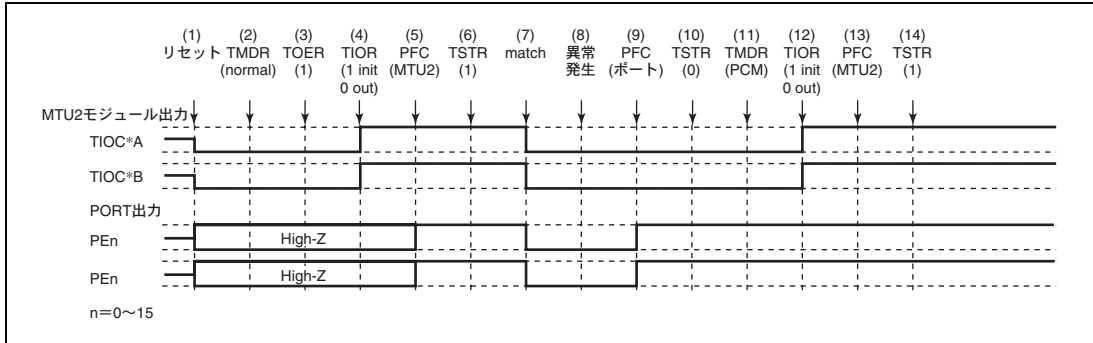 (1) (2) (3) (4) (5) (6) (7) (8) (9) (10) (11) (12) (13) (14)
リセット TMDR TOER TIOR PFC TSTR match 異常 PFC TSTR TMDR TIOR PFC TSTR
(normal) (1) (1 init (MTU2) (1) 発生 (ポート) (0) (PCM) (1 init (MTU2) (1)
0 out) 0 out)
MTU2モジュール出力
TIOC*A
TIOC*B
PORT出力
PEn High-Z
PEn High-Z
n=0～15